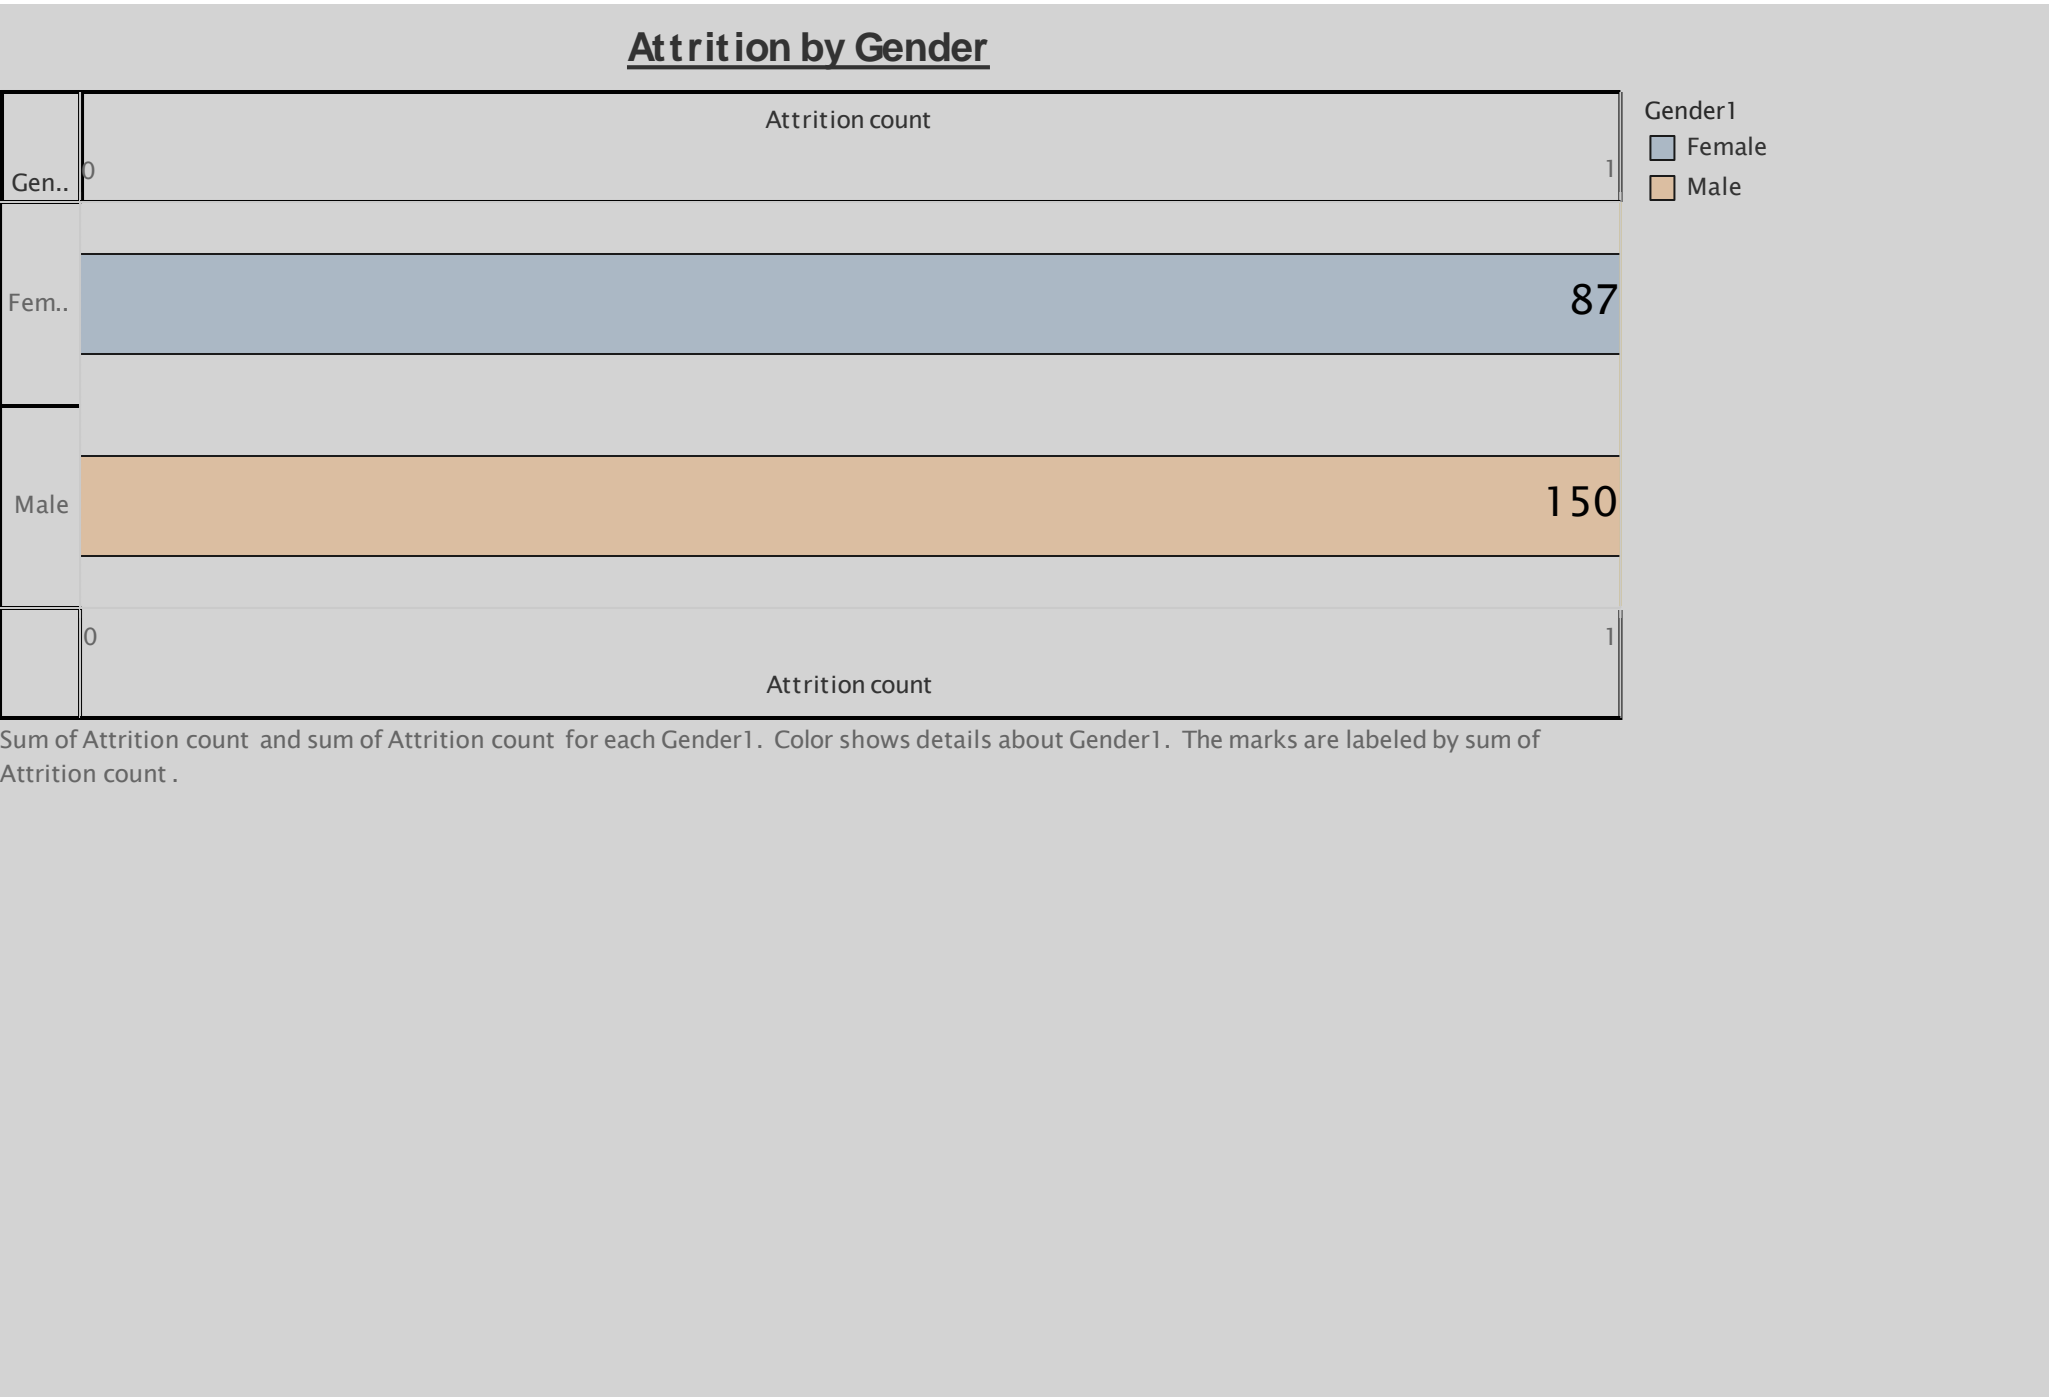 Attrition by Gender
Attrition count
Gen..
0
1
Gender1
Female
Male
Fem..
87
Male
150
0
1
Attrition count
Sum of Attrition count and sum of Attrition count for each Gender1. Color shows details about Gender1. The marks are labeled by sum of
Attrition count .